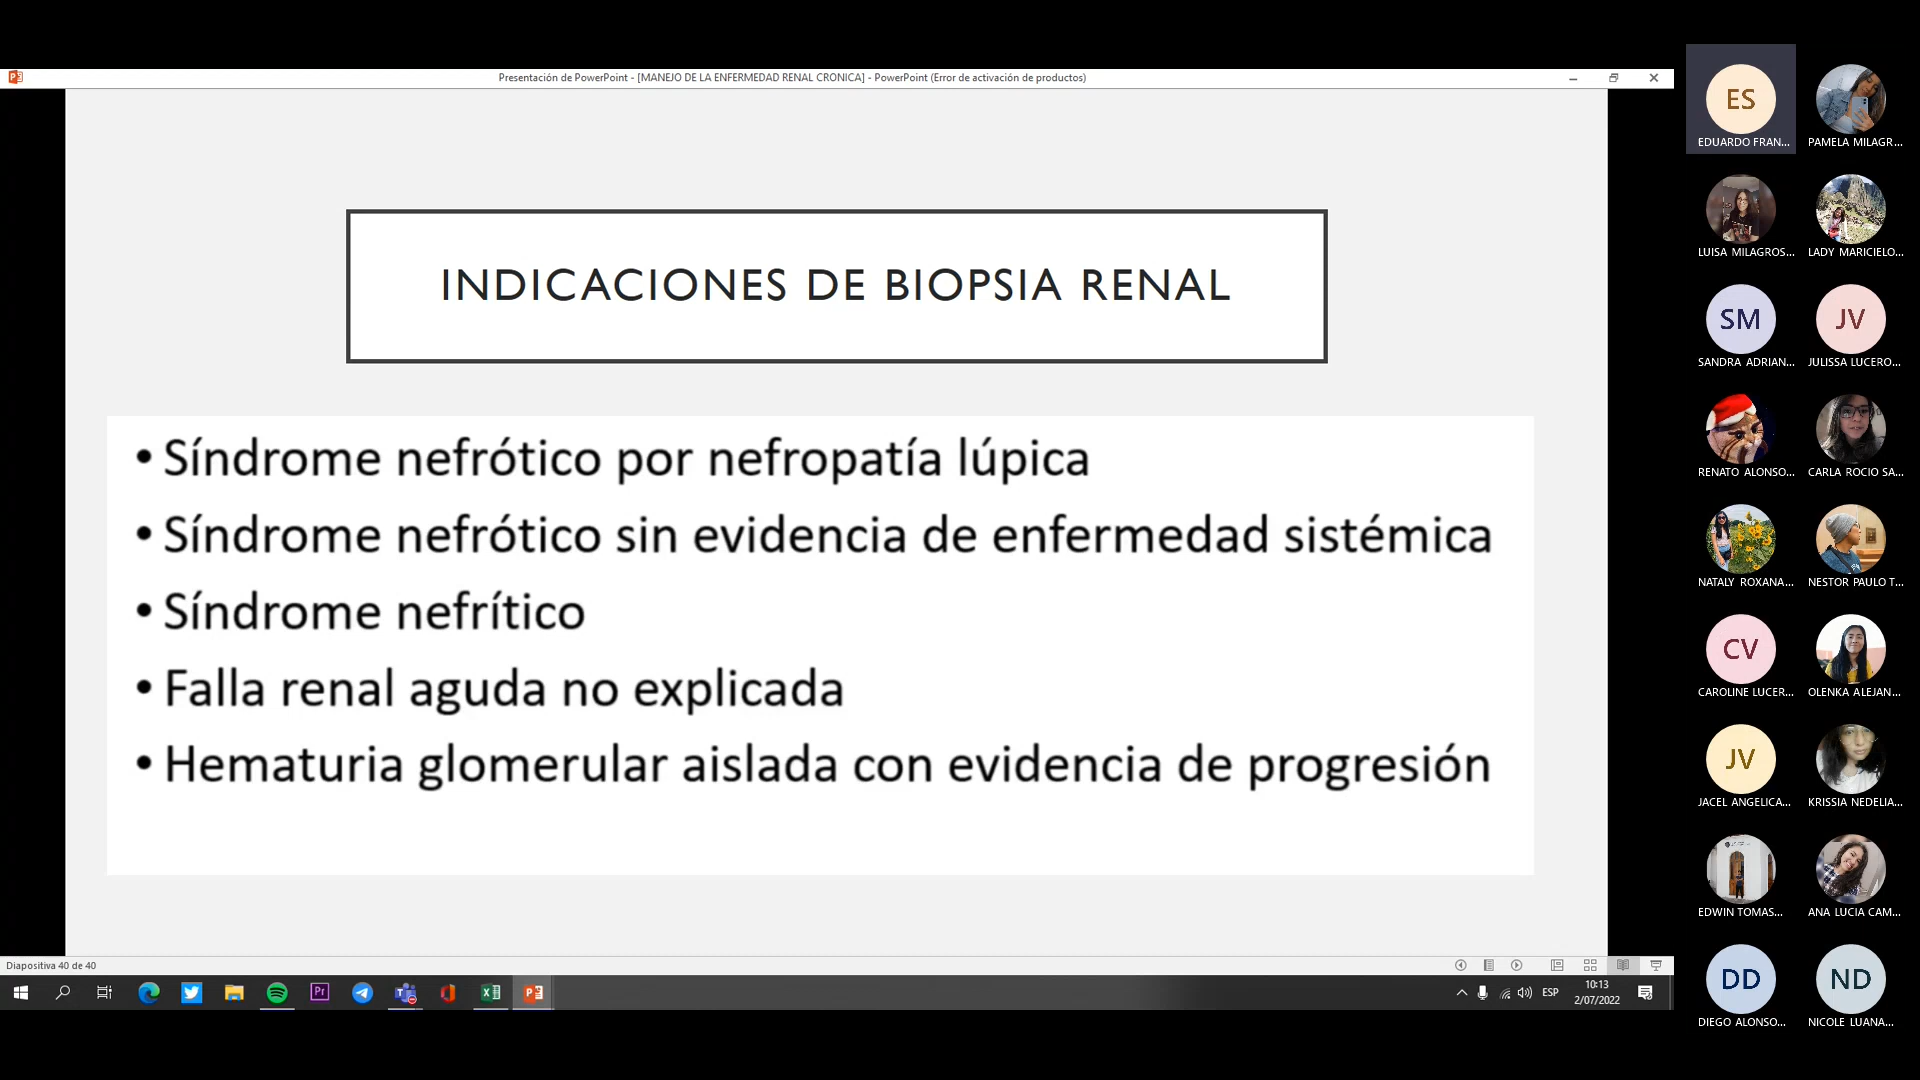 Presentación de PowerPoint - [MANEJO DE LA ENFERMEDAD RENAL CRONICA] - PowerPoint (Error de activación de productos)
INDICACIONES DE BIOPSIA RENAL
• Síndrome nefrótico por nefropatía lúpica
• Síndrome nefrótico sin evidencia de enfermedad sistémica
• Síndrome nefrítico
• Falla renal aguda no explicada
• Hematuria glomerular aislada con evidencia de progresión
Diapositiva 40 de 40
Pr
ESP
10:13
2/07/2022
ES
EDUARDO FRAN...
PAMELA MILAGR...
LUISA MILAGROS...
LADY MARICIELO...
SM
SANDRA ADRIAN...
JV
JULISSA LUCERO...
RENATO ALONSO...
CARLA ROCIO SA...
NATALY ROXANA...
NESTOR PAULO T...
CV
CAROLINE LUCER...
OLENKA ALEJAN...
JV
JACEL ANGELICA...
KRISSIA NEDELIA...
EDWIN TOMAS...
ANA LUCIA CAM...
DD
DIEGO ALONSO...
ND
NICOLE LUANA...